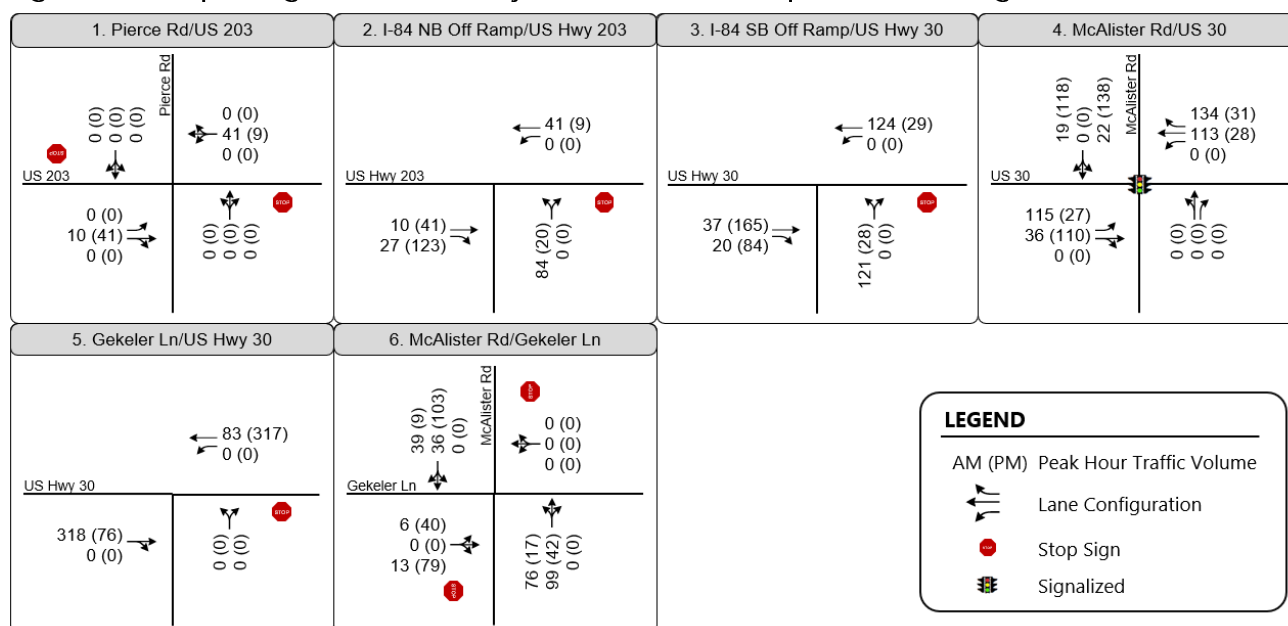 1. Pierce Rd/US 203
2. I-84 NB Off Ramp/US Hwy 203
3. I-84 SB Off Ramp/US Hwy 30
4. McAlister Rd/US 30
Pierce Rd
0 (0)
0 (0)
0 (0)
0 (0)
41 (9)
0 (0)
STOP
US 203
0 (0)
10 (41)
0 (0)
0 (0)
0 (0)
0 (0)
STOP
41 (9)
0 (0)
US Hwy 203
10 (41)
27 (123)
84 (20)
0 (0)
STOP
124 (29)
0 (0)
US Hwy 30
37 (165)
20 (84)
121 (28)
0 (0)
STOP
McAlister Rd
19 (118)
0 (0)
22 (138)
134 (31)
113 (28)
0 (0)
US 30
115 (27)
36 (110)
0 (0)
0 (0)
0 (0)
0 (0)
5. Gekeler Ln/US Hwy 30
6. McAlister Rd/Gekeler Ln
83 (317)
0 (0)
US Hwy 30
318 (76)
0 (0)
0 (0)
0 (0)
STOP
McAlister Rd
39 (9)
36 (103)
0 (0)
STOP
0 (0)
0 (0)
0 (0)
Gekeler Ln
6 (40)
0 (0)
13 (79)
STOP
76 (17)
99 (42)
0 (0)
LEGEND
AM (PM) Peak Hour Traffic Volume
Lane Configuration
STOP Stop Sign
Signalized